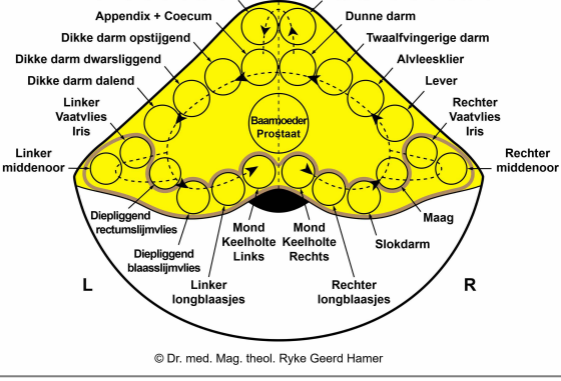 Appendix + Coecum
Dunne darm
Dikke darm opstijgend
Twaalfvingerige darm
Dikke darm dwarsliggend
Alvleesklier
Dikke darm dalend
Lever
Linker
Vaatvlies
Iris
Rechter
Vaatvlies
Iris
Baarmoeder
Prostaat
Linker
middenoor
Rechter
middenoor
Diepliggend
rectumslijmvlies
Maag
Diepliggend
blaasslijmvlies
Mond
Keelholte
Links
Mond
Keelholte
Rechts
Slokdarm
Linker
longblaasjes
Rechter
longblaasjes
L
R
© Dr. med. Mag. theol. Ryke Geerd Hamer